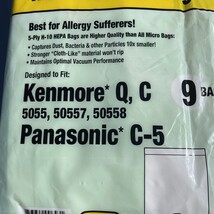 Best for Allergy Sufferers!
5-Ply N-10 HEPA Bags are Higher Quality than All Micro Bags:
• Captures Dust, Bacteria & other Particles 10x smaller!
• Stronger "Cloth-Like" material won't rip
• Maintains Optimal Vacuum Performance
Designed to Fit:
Kenmore* Q, C
9 BA
5055, 50557, 50558
Panasonic* C-5